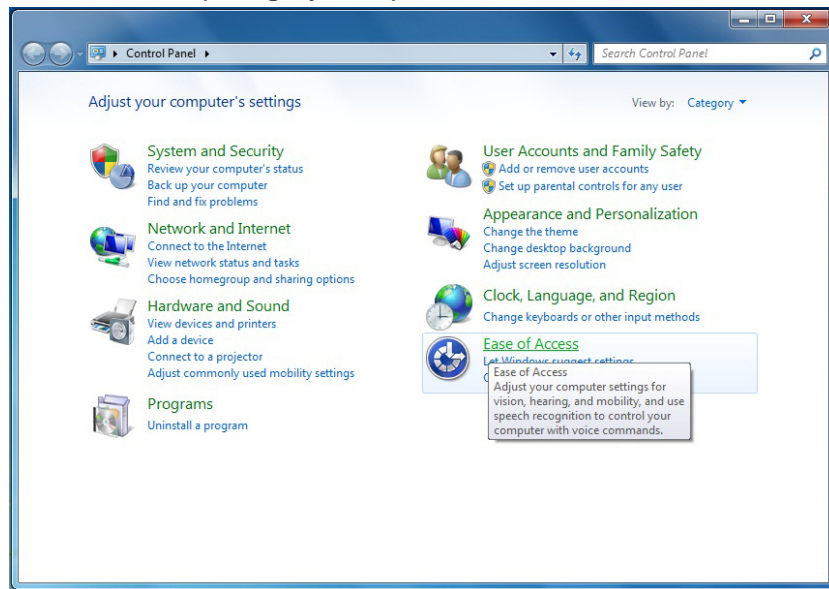 Control Panel
Search Control Panel
Adjust your computer's settings
View by: Category
System and Security
Review your computer's status
Back up your computer
Find and fix problems
Network and Internet
Connect to the Internet
View network status and tasks
Choose homegroup and sharing options
Hardware and Sound
View devices and printers
Add a device
Connect to a projector
Adjust commonly used mobility settings
Programs
Uninstall a program
User Accounts and Family Safety
Add or remove user accounts
Set up parental controls for any user
Appearance and Personalization
Change the theme
Change desktop background
Adjust screen resolution
Clock, Language, and Region
Change keyboards or other input methods
Ease of Access
Let Windows suggest settings
Ease of Access
Adjust your computer settings for
vision, hearing, and mobility, and use
speech recognition to control your
computer with voice commands.